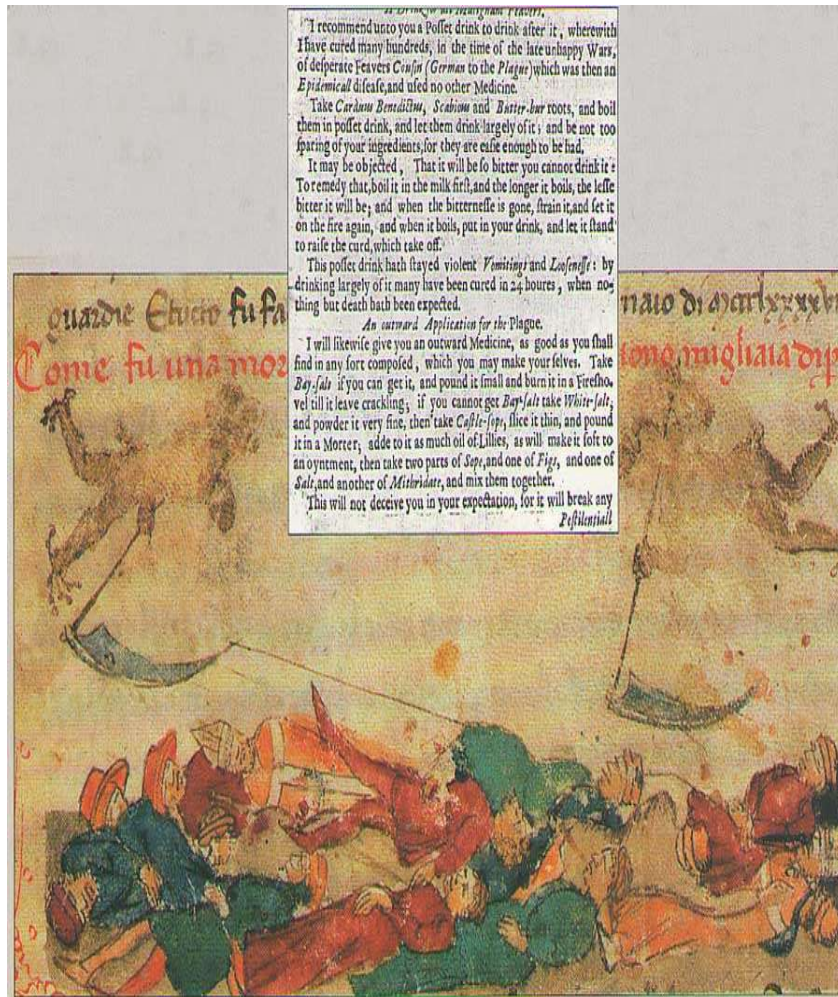 A Drink for all Malignant Feavers.
I recommend unto you a Posset drink to drink after it, wherewith
I have cured many hundreds, in the time of the late unhappy Wars,
of desperate Feavers Cousin (German to the Plague) which was then an
Epidemicall disease, and used no other Medicine.
Take Carduus Benedictus, Scabious and Butter-bur roots, and boil
them in posset drink, and let them drink largely of it; and be not too
sparing of your ingredients, for they are easie enough to be had.
It may be objected, That it will be so bitter you cannot drink it:
To remedy that, boil it in the milk first, and the longer it boils, the lesse
bitter it will be; and when the bitternesse is gone, strain it, and set it
on the fire again, and when it boils, put in your drink, and let it stand
to raise the curd, which take off.
This posset drink hath stayed violent Vomitings and Loosenesse: by
drinking largely of it many have been cured in 24 houres, when no-
thing but death hath been expected.
An outward Application for the Plague.
I will likewise give you an outward Medicine, as good as you shall
find in any sort composed, which you may make your selves. Take
Bay-salt if you can get it, and pound it small and burn it in a Firesho-
vel till it leave crackling; if you cannot get Bay-salt take White-salt,
and powder it very fine, then take Castle-sope, slice it thin, and pound
it in a Morter; adde to it as much oil of Lillies, as will make it soft to
an oyntment, then take two parts of Sope, and one of Figs, and one of
Salt, and another of Mithridate, and mix them together.
This will not deceive you in your expectation, for it will break any
Pestilentiall
guardie fu fa naio di
Come fu una mor tono migliaia di p